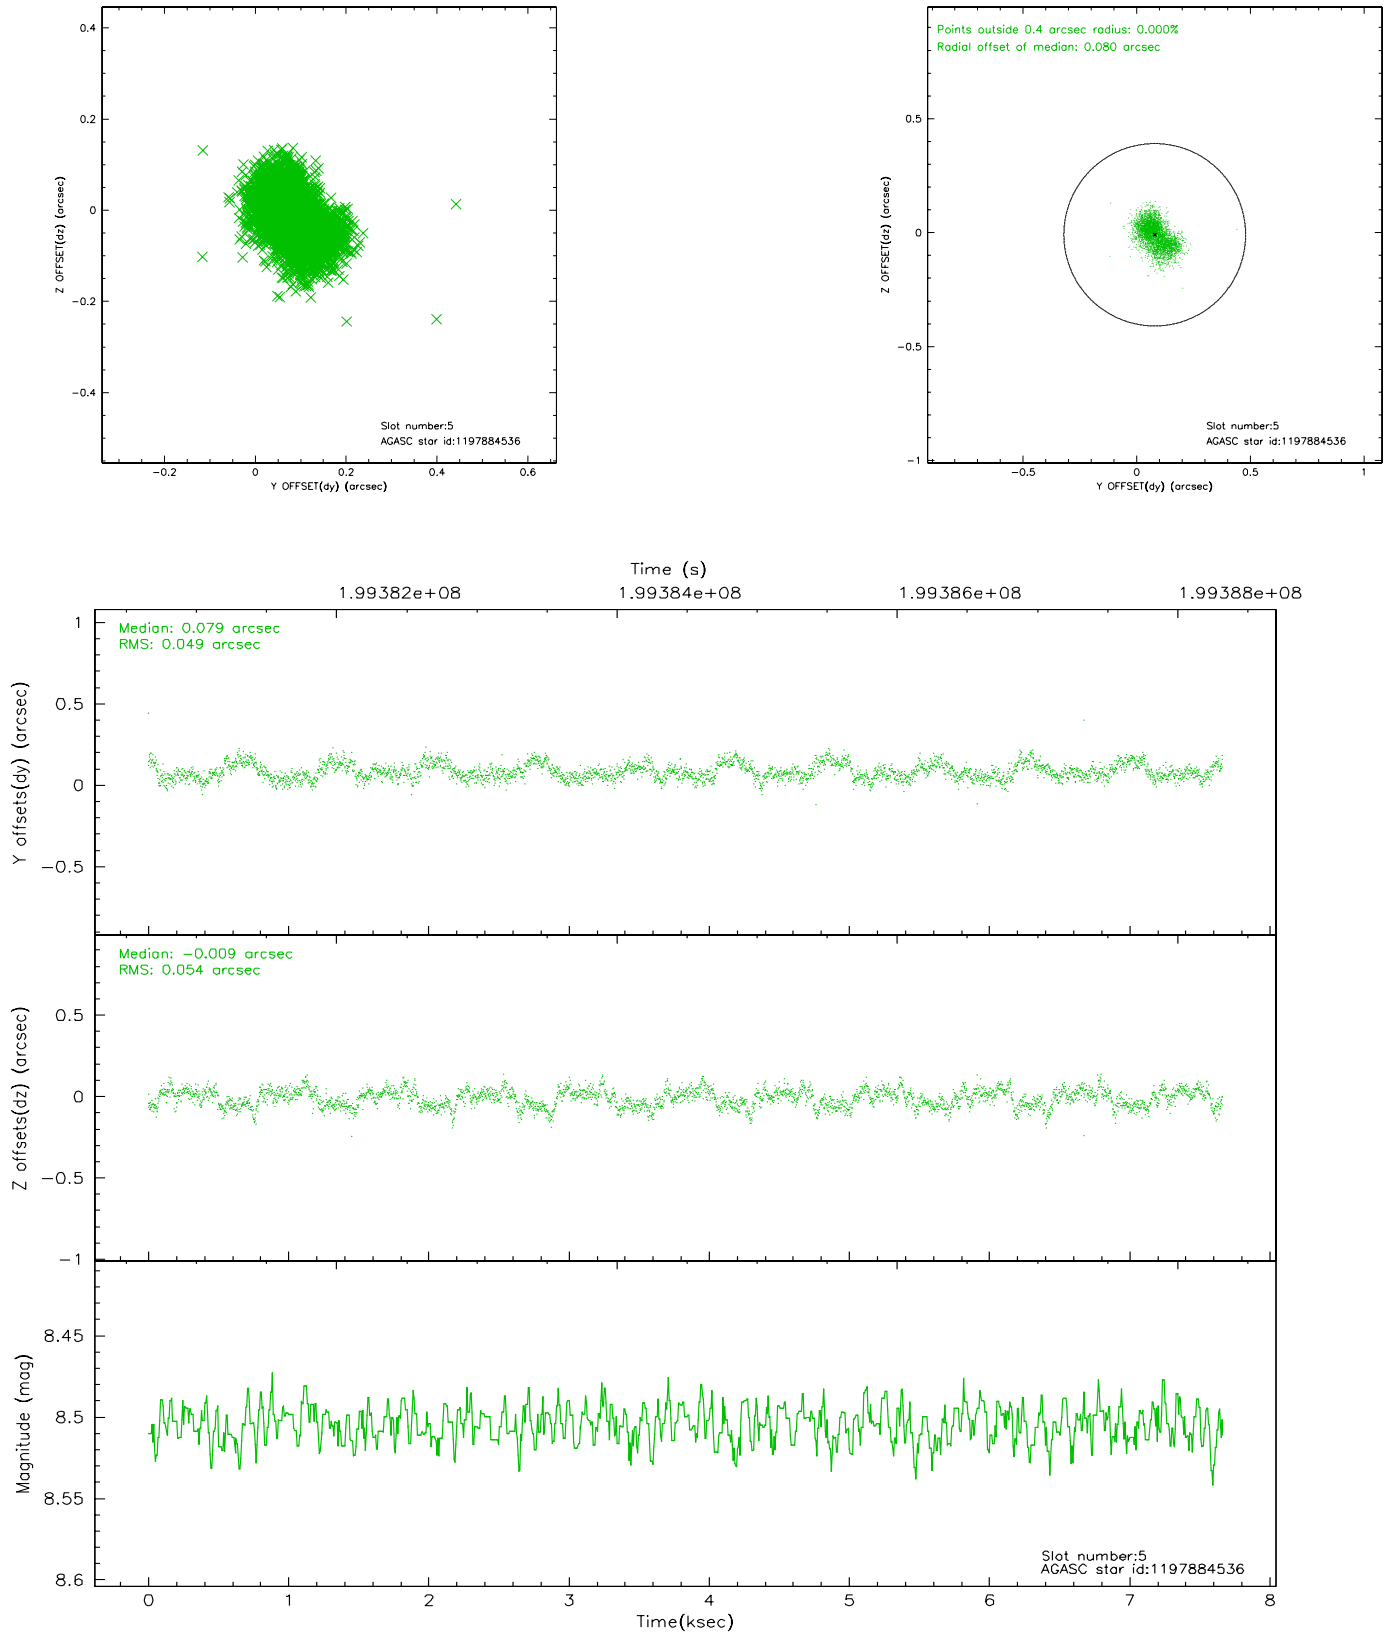 0.4
0.2
0
−0.2
−0.4
Z OFFSET(dz) (arcsec)
Slot number:5
AGASC star id:1197884536
−0.2 0 0.2 0.4 0.6
Y OFFSET(dy) (arcsec)
Points outside 0.4 arcsec radius: 0.000%
Radial offset of median: 0.080 arcsec
0.5
0
−0.5
−1
Z OFFSET(dz) (arcsec)
Slot number:5
AGASC star id:1197884536
−0.5 0 0.5 1
Y OFFSET(dy) (arcsec)
Time (s)
1.99382e+08 1.99384e+08 1.99386e+08 1.99388e+08
Median: 0.079 arcsec
RMS: 0.049 arcsec
1
0.5
0
−0.5
Y offsets(dy) (arcsec)
Median: −0.009 arcsec
RMS: 0.054 arcsec
0.5
0
−0.5
−1
Z offsets(dz) (arcsec)
8.45
8.5
8.55
8.6
Magnitude (mag)
Slot number:5
AGASC star id:1197884536
0 1 2 3 4 5 6 7 8
Time(ksec)